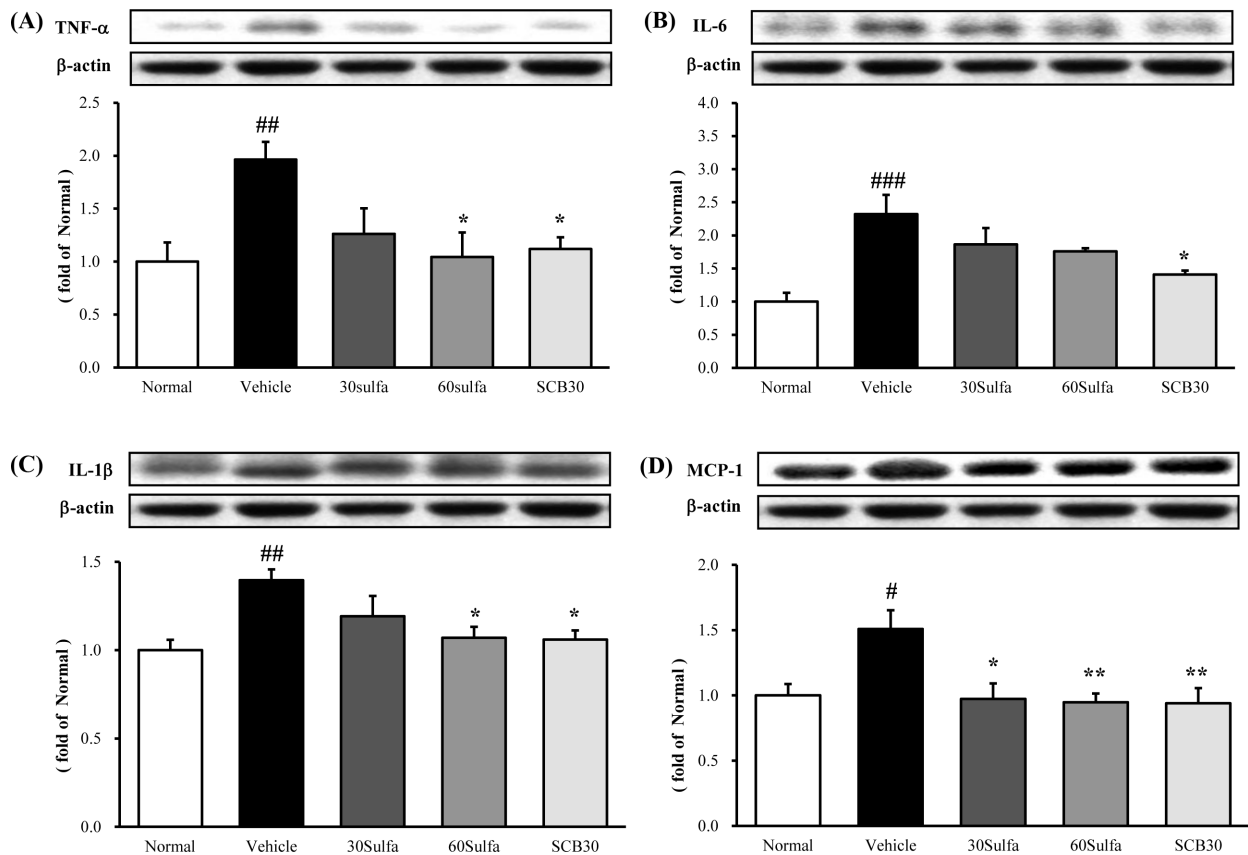 (A)
TNF-α
β-actin
2.5
2.0
1.5
1.0
0.5
0.0
( fold of Normal )
##
*
*
Normal Vehicle 30sulfa 60sulfa SCB30
(B)
IL-6
β-actin
4.0
3.5
3.0
2.5
2.0
1.5
1.0
0.5
0.0
( fold of Normal )
###
*
Normal Vehicle 30Sulfa 60Sulfa SCB30
(C)
IL-1β
β-actin
1.5
1.0
0.5
0.0
( fold of Normal )
##
*
*
Normal Vehicle 30Sulfa 60Sulfa SCB30
(D)
MCP-1
β-actin
2.0
1.5
1.0
0.5
0.0
( fold of Normal )
#
*
**
**
Normal Vehicle 30Sulfa 60Sulfa SCB30